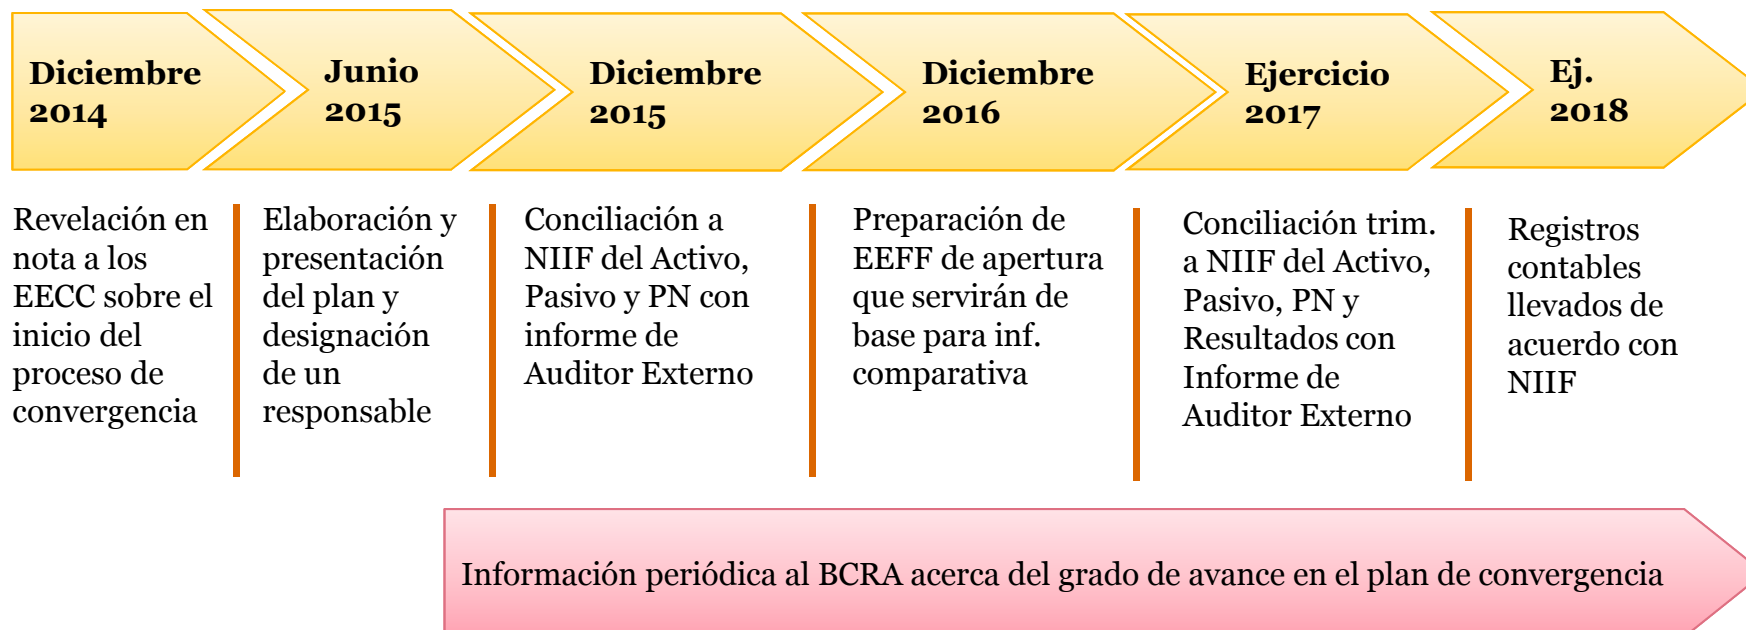 Diciembre
2014
Junio
2015
Diciembre
2015
Diciembre
2016
Ejercicio
2017
Ej.
2018
Revelación en
nota a los
EECC sobre el
inicio del
proceso de
convergencia
Elaboración y
presentación
del plan y
designación
de un
responsable
Conciliación a
NIIF del Activo,
Pasivo y PN con
informe de
Auditor Externo
Preparación de
EEFF de apertura
que servirán de
base para inf.
comparativa
Conciliación trim.
a NIIF del Activo,
Pasivo, PN y
Resultados con
Informe de
Auditor Externo
Registros
contables
llevados de
acuerdo con
NIIF
Información periódica al BCRA acerca del grado de avance en el plan de convergencia